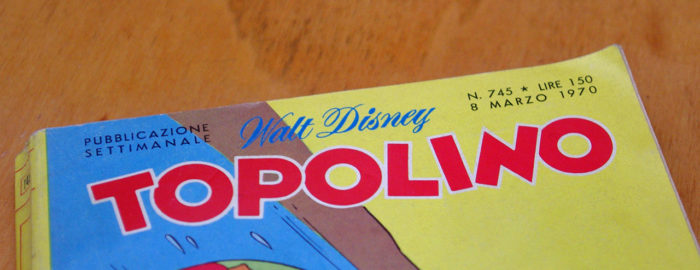 PUBBLICAZIONE
SETTIMANALE
Walt Disney
N. 745 ★ LIRE 150
8 MARZO 1970
TOPOLINO